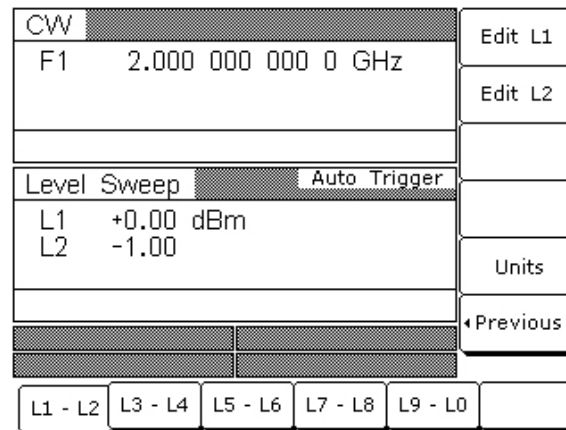 CW
F1 2.000 000 000 0 GHz
Level Sweep Auto Trigger
L1 +0.00 dBm
L2 -1.00
Edit L1
Edit L2
Units
Previous
L1 - L2 L3 - L4 L5 - L6 L7 - L8 L9 - L0